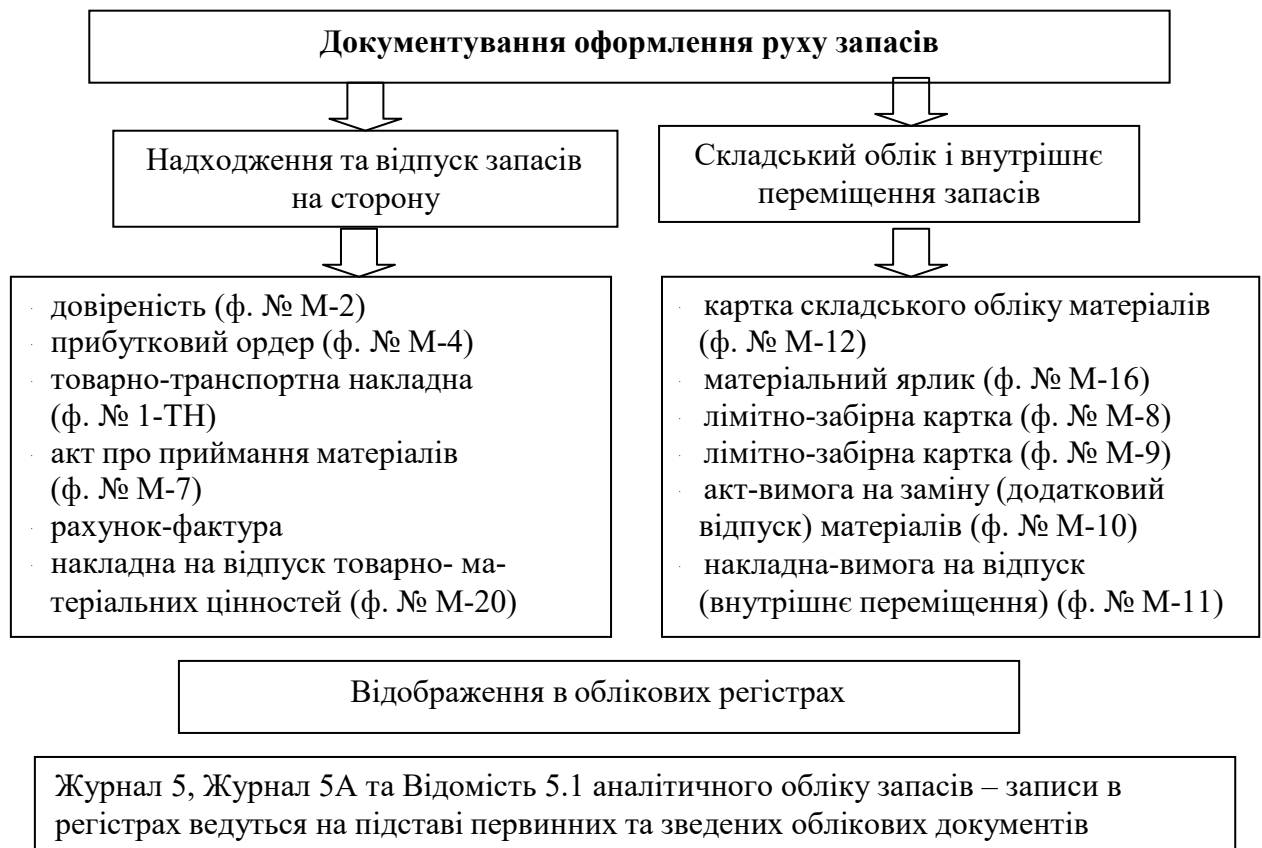 Документування оформлення руху запасів
Надходження та відпуск запасів
на сторону
Складський облік і внутрішнє
переміщення запасів
довіреність (ф. № М-2)
прибутковий ордер (ф. № М-4)
товарно-транспортна накладна
(ф. № 1-ТН)
акт про приймання матеріалів
(ф. № М-7)
рахунок-фактура
накладна на відпуск товарно- ма-
теріальних цінностей (ф. № М-20)
картка складського обліку матеріалів
(ф. № М-12)
матеріальний ярлик (ф. № М-16)
лімітно-забірна картка (ф. № М-8)
лімітно-забірна картка (ф. № М-9)
акт-вимога на заміну (додатковий
відпуск) матеріалів (ф. № М-10)
накладна-вимога на відпуск
(внутрішнє переміщення) (ф. № М-11)
Відображення в облікових регістрах
Журнал 5, Журнал 5А та Відомість 5.1 аналітичного обліку запасів – записи в
регістрах ведуться на підставі первинних та зведених облікових документів